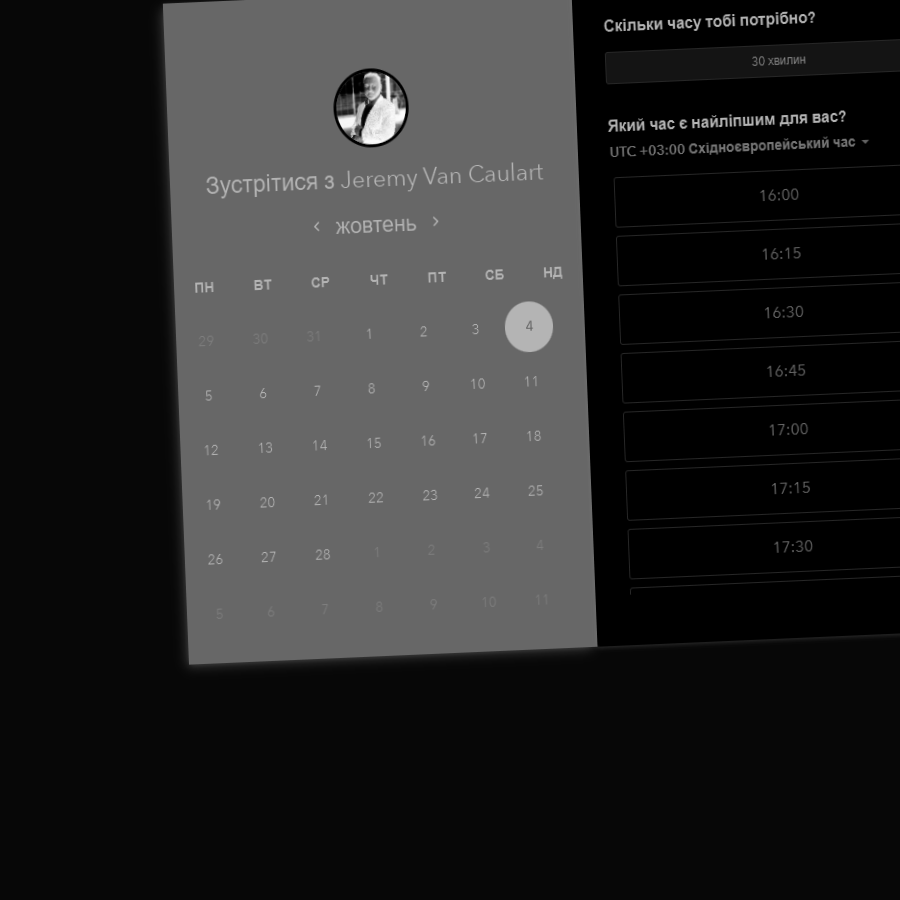 Зустрітися з Jeremy Van Caulart
жовтень
ПН ВТ СР ЧТ ПТ СБ НД
29 30 31 1 2 3 4
5 6 7 8 9 10 11
12 13 14 15 16 17 18
19 20 21 22 23 24 25
26 27 28 1 2 3 4
5 6 7 8 9 10 11
Скільки часу тобі потрібно?
30 хвилин
Який час є найліпшим для вас?
UTC +03:00 Східноєвропейський час
16:00
16:15
16:30
16:45
17:00
17:15
17:30